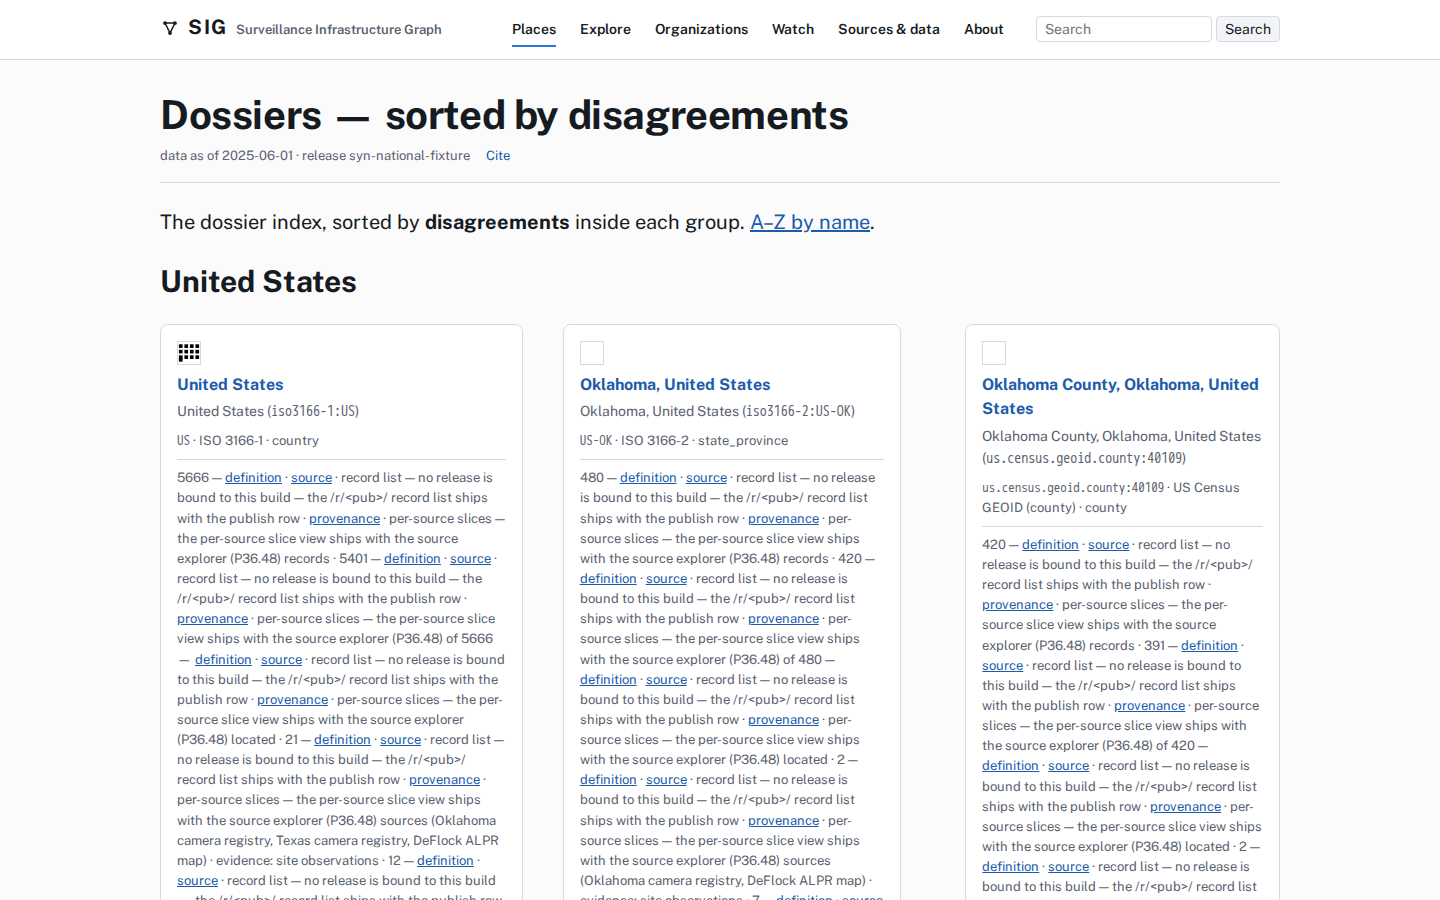 SIG Surveillance Infrastructure Graph Places Explore Organizations Watch Sources & data About Search Search
Dossiers — sorted by disagreements
data as of 2025-06-01 · release syn-national-fixture Cite
The dossier index, sorted by disagreements inside each group. A–Z by name.
United States
United States
United States (iso3166-1:US)
US · ISO 3166-1 · country
5666 — definition · source · record list — no release is
bound to this build — the /r/<pub>/ record list ships
with the publish row · provenance · per-source slices —
the per-source slice view ships with the source
explorer (P36.48) records · 5401 — definition · source ·
record list — no release is bound to this build — the
/r/<pub>/ record list ships with the publish row ·
provenance · per-source slices — the per-source slice
view ships with the source explorer (P36.48) of 5666
— definition · source · record list — no release is bound
to this build — the /r/<pub>/ record list ships with the
publish row · provenance · per-source slices — the per-
source slice view ships with the source explorer
(P36.48) located · 21 — definition · source · record list —
no release is bound to this build — the /r/<pub>/
record list ships with the publish row · provenance ·
per-source slices — the per-source slice view ships
with the source explorer (P36.48) sources (Oklahoma
camera registry, Texas camera registry, DeFlock ALPR
map) · evidence: site observations · 12 — definition ·
source · record list — no release is bound to this build
— the /r/<pub>/ record list ships with the publish row
Oklahoma, United States
Oklahoma, United States (iso3166-2:US-OK)
US-OK · ISO 3166-2 · state_province
480 — definition · source · record list — no release
is bound to this build — the /r/<pub>/ record list
ships with the publish row · provenance · per-
source slices — the per-source slice view ships
with the source explorer (P36.48) records · 420 —
definition · source · record list — no release is
bound to this build — the /r/<pub>/ record list
ships with the publish row · provenance · per-
source slices — the per-source slice view ships
with the source explorer (P36.48) of 480 —
definition · source · record list — no release is
bound to this build — the /r/<pub>/ record list
ships with the publish row · provenance · per-
source slices — the per-source slice view ships
with the source explorer (P36.48) located · 2 —
definition · source · record list — no release is
bound to this build — the /r/<pub>/ record list
ships with the publish row · provenance · per-
source slices — the per-source slice view ships
with the source explorer (P36.48) sources
(Oklahoma camera registry, DeFlock ALPR map) ·
evidence: site observations · 7 — definition · source
Oklahoma County, Oklahoma, United
States
Oklahoma County, Oklahoma, United States
(us.census.geoid.county:40109)
us.census.geoid.county:40109 · US Census
GEOID (county) · county
420 — definition · source · record list — no
release is bound to this build — the /r/<pub>/
record list ships with the publish row ·
provenance · per-source slices — the per-
source slice view ships with the source
explorer (P36.48) records · 391 — definition ·
source · record list — no release is bound to
this build — the /r/<pub>/ record list ships
with the publish row · provenance · per-source
slices — the per-source slice view ships with
the source explorer (P36.48) of 420 —
definition · source · record list — no release is
bound to this build — the /r/<pub>/ record list
ships with the publish row · provenance · per-
source slices — the per-source slice view ships
with the source explorer (P36.48) located · 2 —
definition · source · record list — no release is
bound to this build — the /r/<pub>/ record list